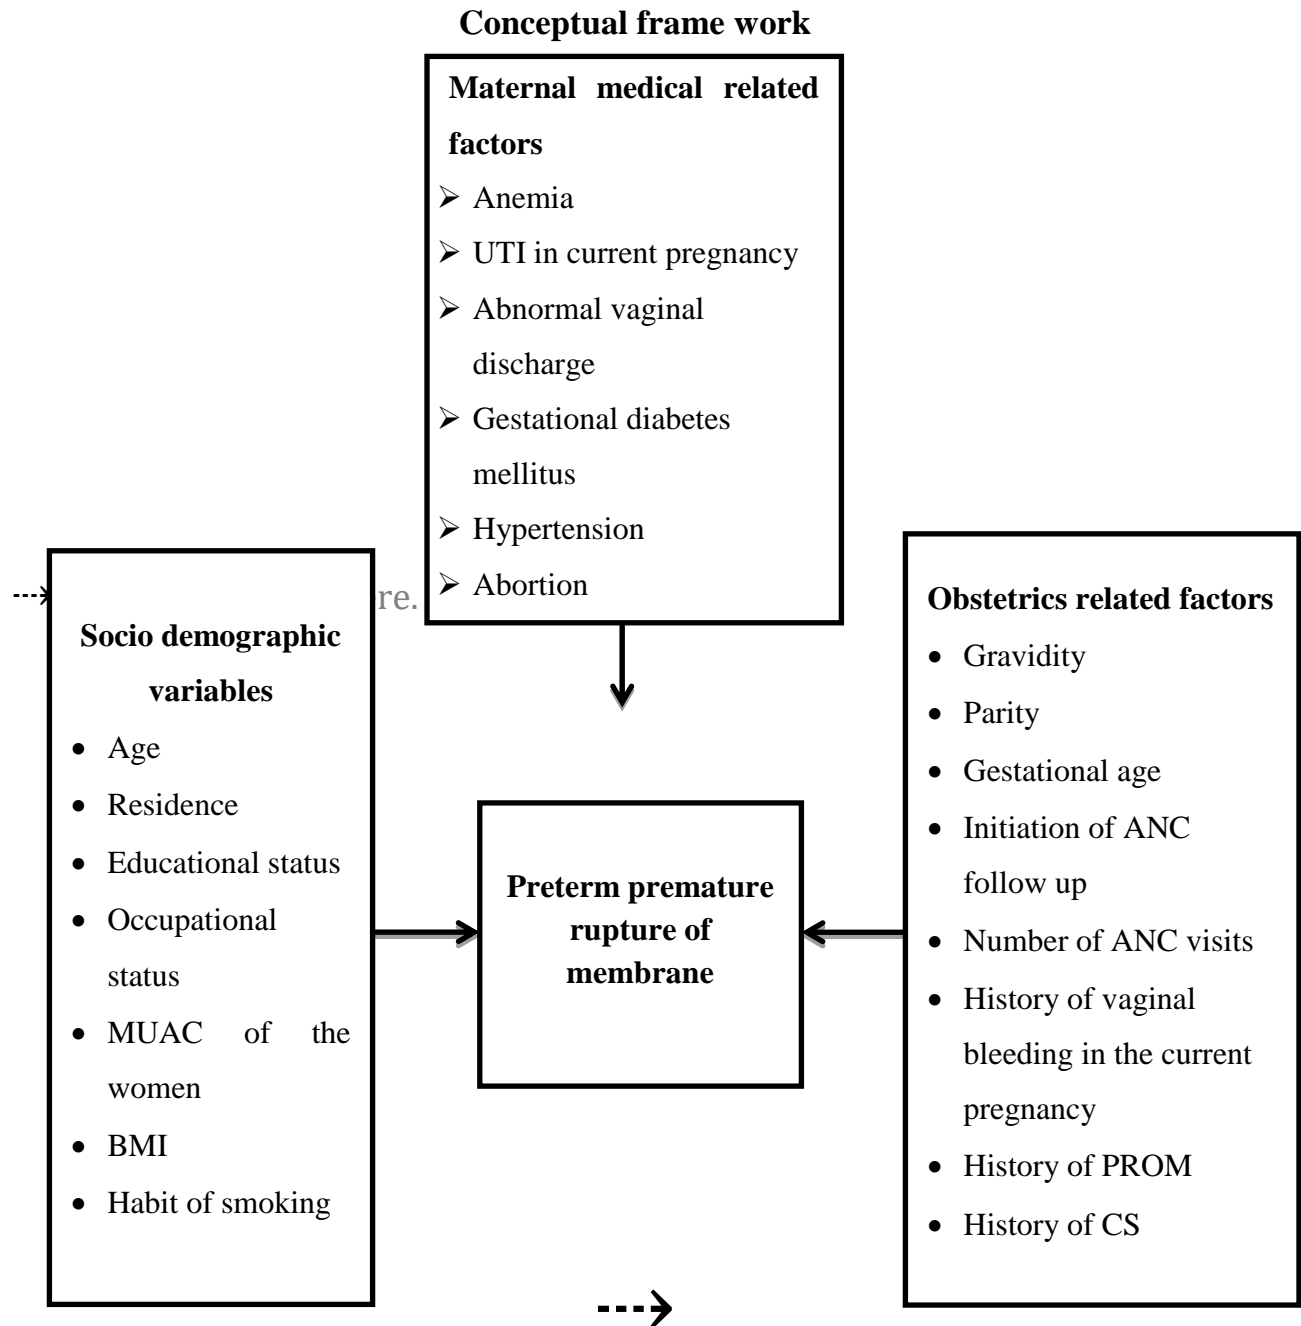 Conceptual frame work
Maternal medical related
factors
➢ Anemia
➢ UTI in current pregnancy
➢ Abnormal vaginal
discharge
➢ Gestational diabetes
mellitus
➢ Hypertension
➢ Abortion
re.
Socio demographic
variables
• Age
• Residence
• Educational status
• Occupational
status
• MUAC of the
women
• BMI
• Habit of smoking
Preterm premature
rupture of
membrane
Obstetrics related factors
• Gravidity
• Parity
• Gestational age
• Initiation of ANC
follow up
• Number of ANC visits
• History of vaginal
bleeding in the current
pregnancy
• History of PROM
• History of CS